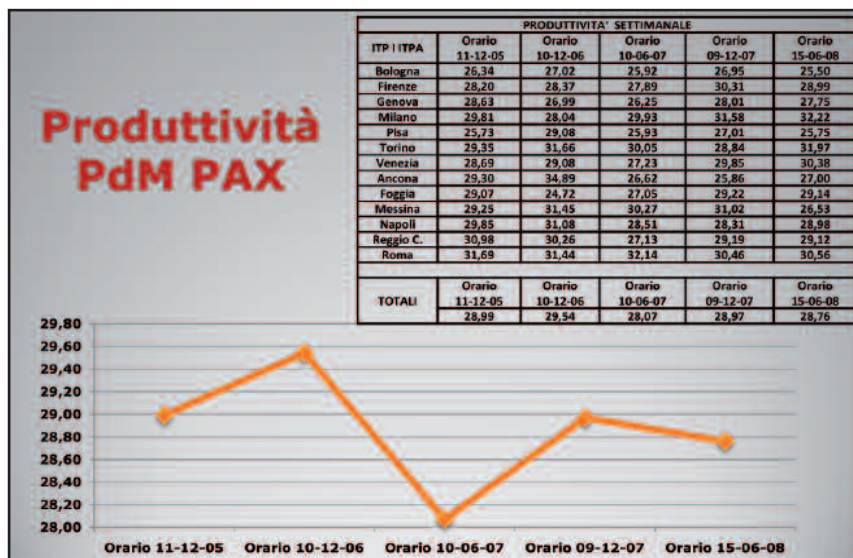 Produttività
PdM PAX
PRODUTTIVITA' SETTIMANALE
ITP I ITPA Orario 11-12-05 Orario 10-12-06 Orario 10-06-07 Orario 09-12-07 Orario 15-06-08
Bologna 26,34 27,02 25,92 26,95 25,50
Firenze 28,20 28,37 27,89 30,31 28,99
Genova 28,63 26,99 26,25 28,01 27,75
Milano 29,81 28,04 29,93 31,58 32,22
Pisa 25,73 29,08 25,93 27,01 25,75
Torino 29,35 31,66 30,05 28,84 31,97
Venezia 28,69 29,08 27,23 29,85 30,38
Ancona 29,30 34,89 26,62 25,86 27,00
Foggia 29,07 24,72 27,05 29,22 29,14
Messina 29,25 31,45 30,27 31,02 26,53
Napoli 29,85 31,08 28,51 28,31 28,98
Reggio C. 30,98 30,26 27,13 29,19 29,12
Roma 31,69 31,44 32,14 30,46 30,56
TOTALI Orario 11-12-05 Orario 10-12-06 Orario 10-06-07 Orario 09-12-07 Orario 15-06-08
28,99 29,54 28,07 28,97 28,76
29,80
29,60
29,40
29,20
29,00
28,80
28,60
28,40
28,20
28,00
Orario 11-12-05 Orario 10-12-06 Orario 10-06-07 Orario 09-12-07 Orario 15-06-08